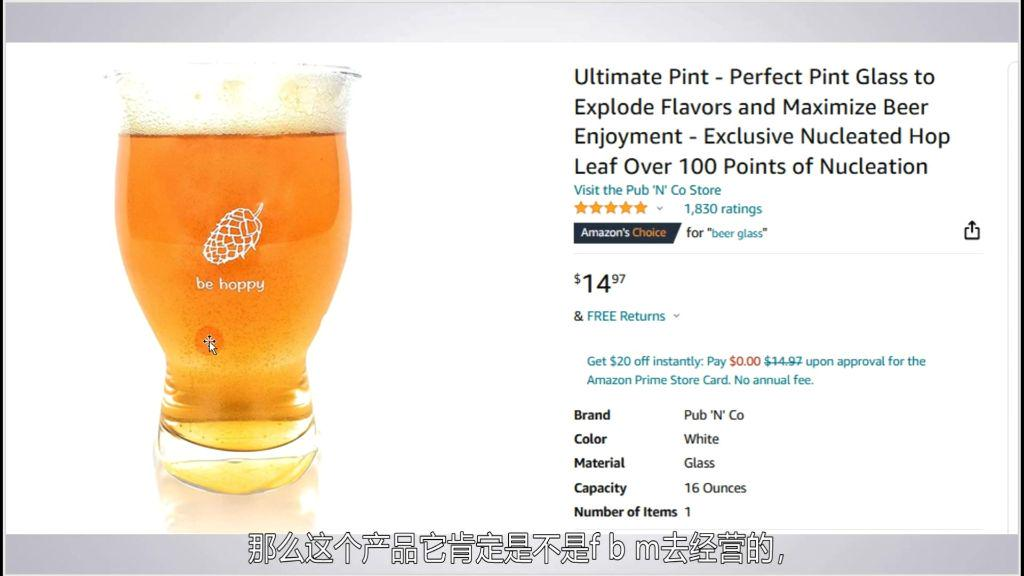 Ultimate Pint - Perfect Pint Glass to
Explode Flavors and Maximize Beer
Enjoyment - Exclusive Nucleated Hop
Leaf Over 100 Points of Nucleation
Visit the Pub 'N' Co Store
1,830 ratings
Amazon's Choice for "beer glass"
$14.97
& FREE Returns
Get $20 off instantly: Pay $0.00 $14.97 upon approval for the
Amazon Prime Store Card. No annual fee.
Brand Pub 'N' Co
Color White
Material Glass
Capacity 16 Ounces
Number of Items 1
be hoppy
那么这个产品它肯定是不是f b m去经营的,